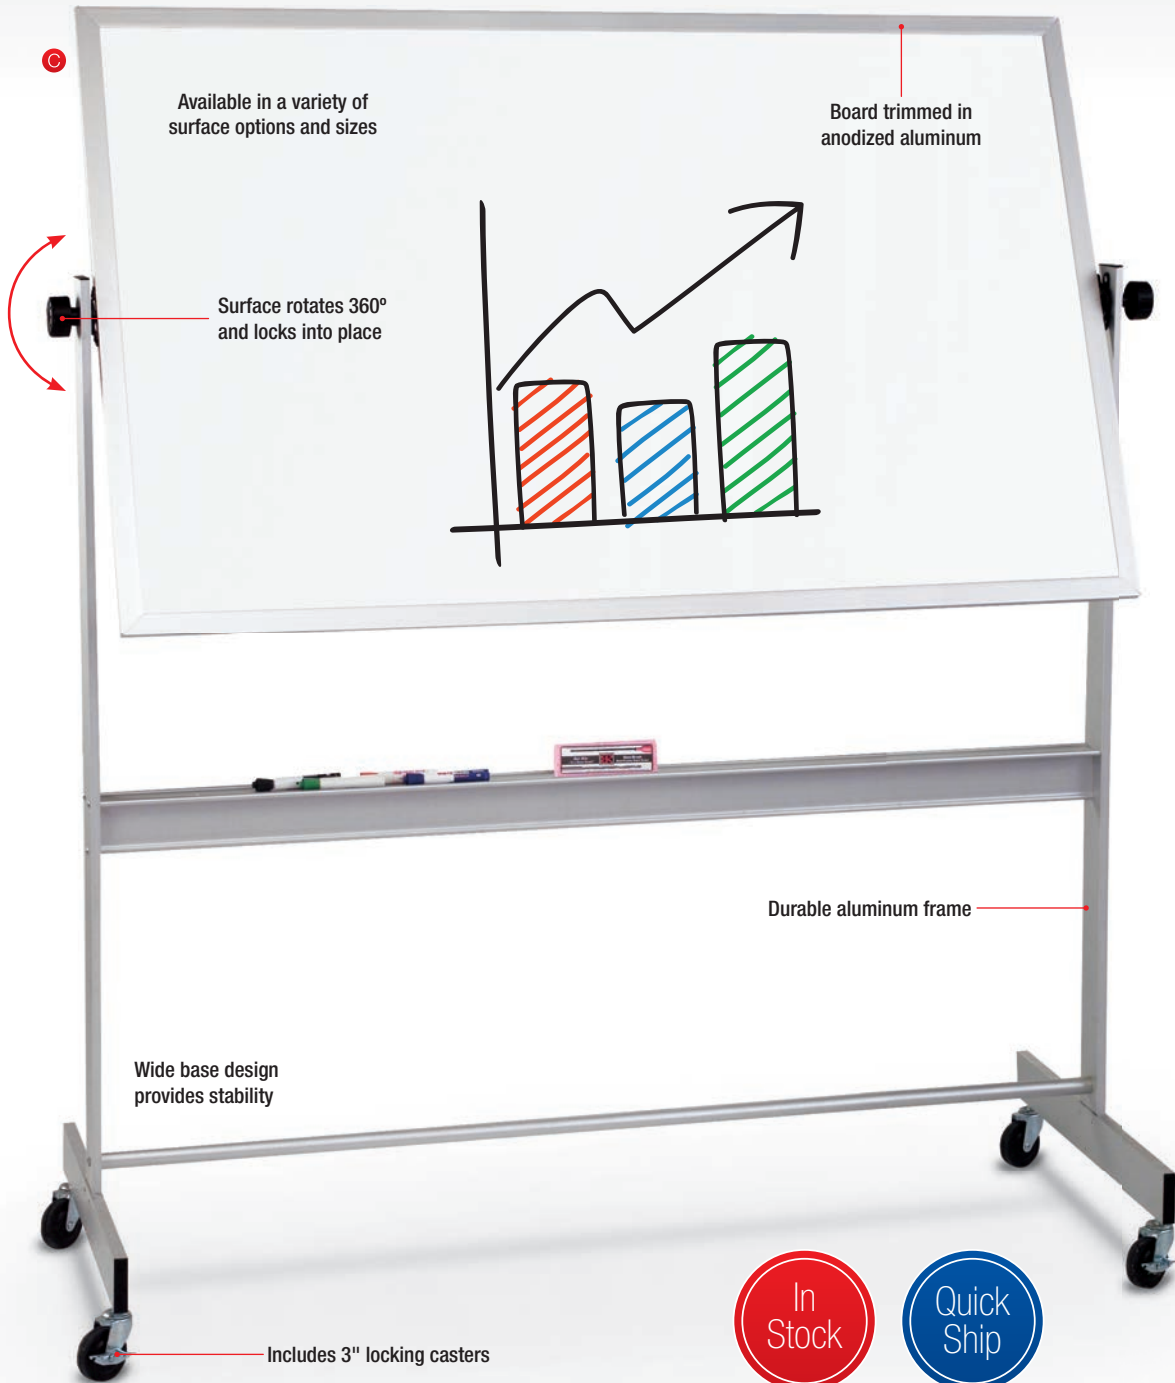 C
Available in a variety of
surface options and sizes
Board trimmed in
anodized aluminum
Surface rotates 360º
and locks into place
Durable aluminum frame
Wide base design
provides stability
Includes 3" locking casters
In
Stock
Quick
Ship